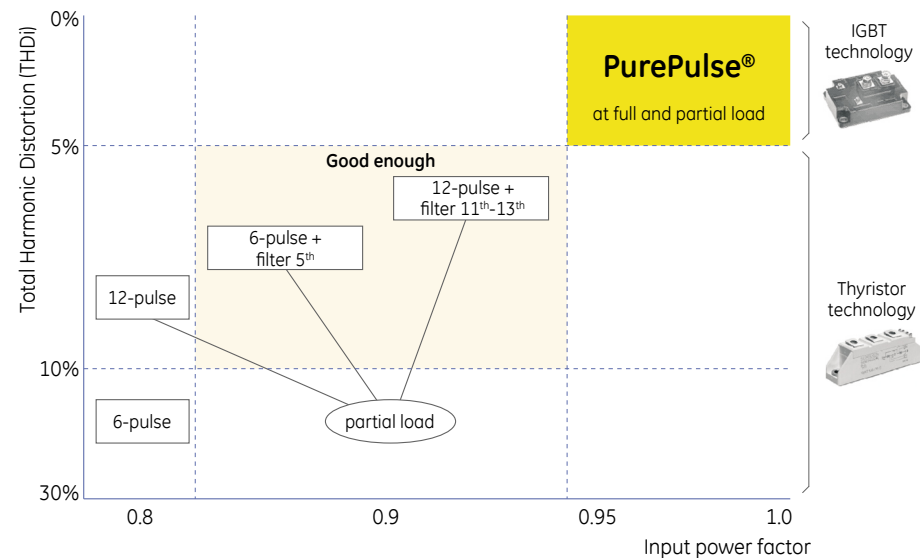 0%
IGBT
technology
PurePulse®
at full and partial load
5%
Good enough
12-pulse +
filter 11th-13th
6-pulse +
filter 5th
12-pulse
Thyristor
technology
10%
6-pulse
partial load
30%
0.8
0.9
0.95
1.0
Input power factor
Total Harmonic Distortion (THDi)